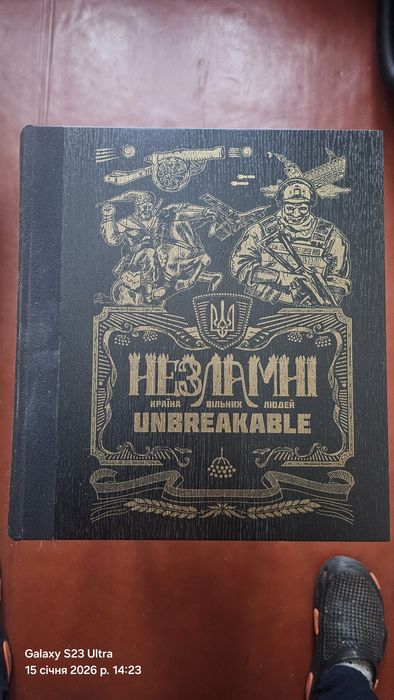 НЕЗЛАМНІ
КРАЇНА ВІЛЬНИХ ЛЮДЕЙ
UNBREAKABLE
Galaxy S23 Ultra
15 січня 2026 р. 14:23